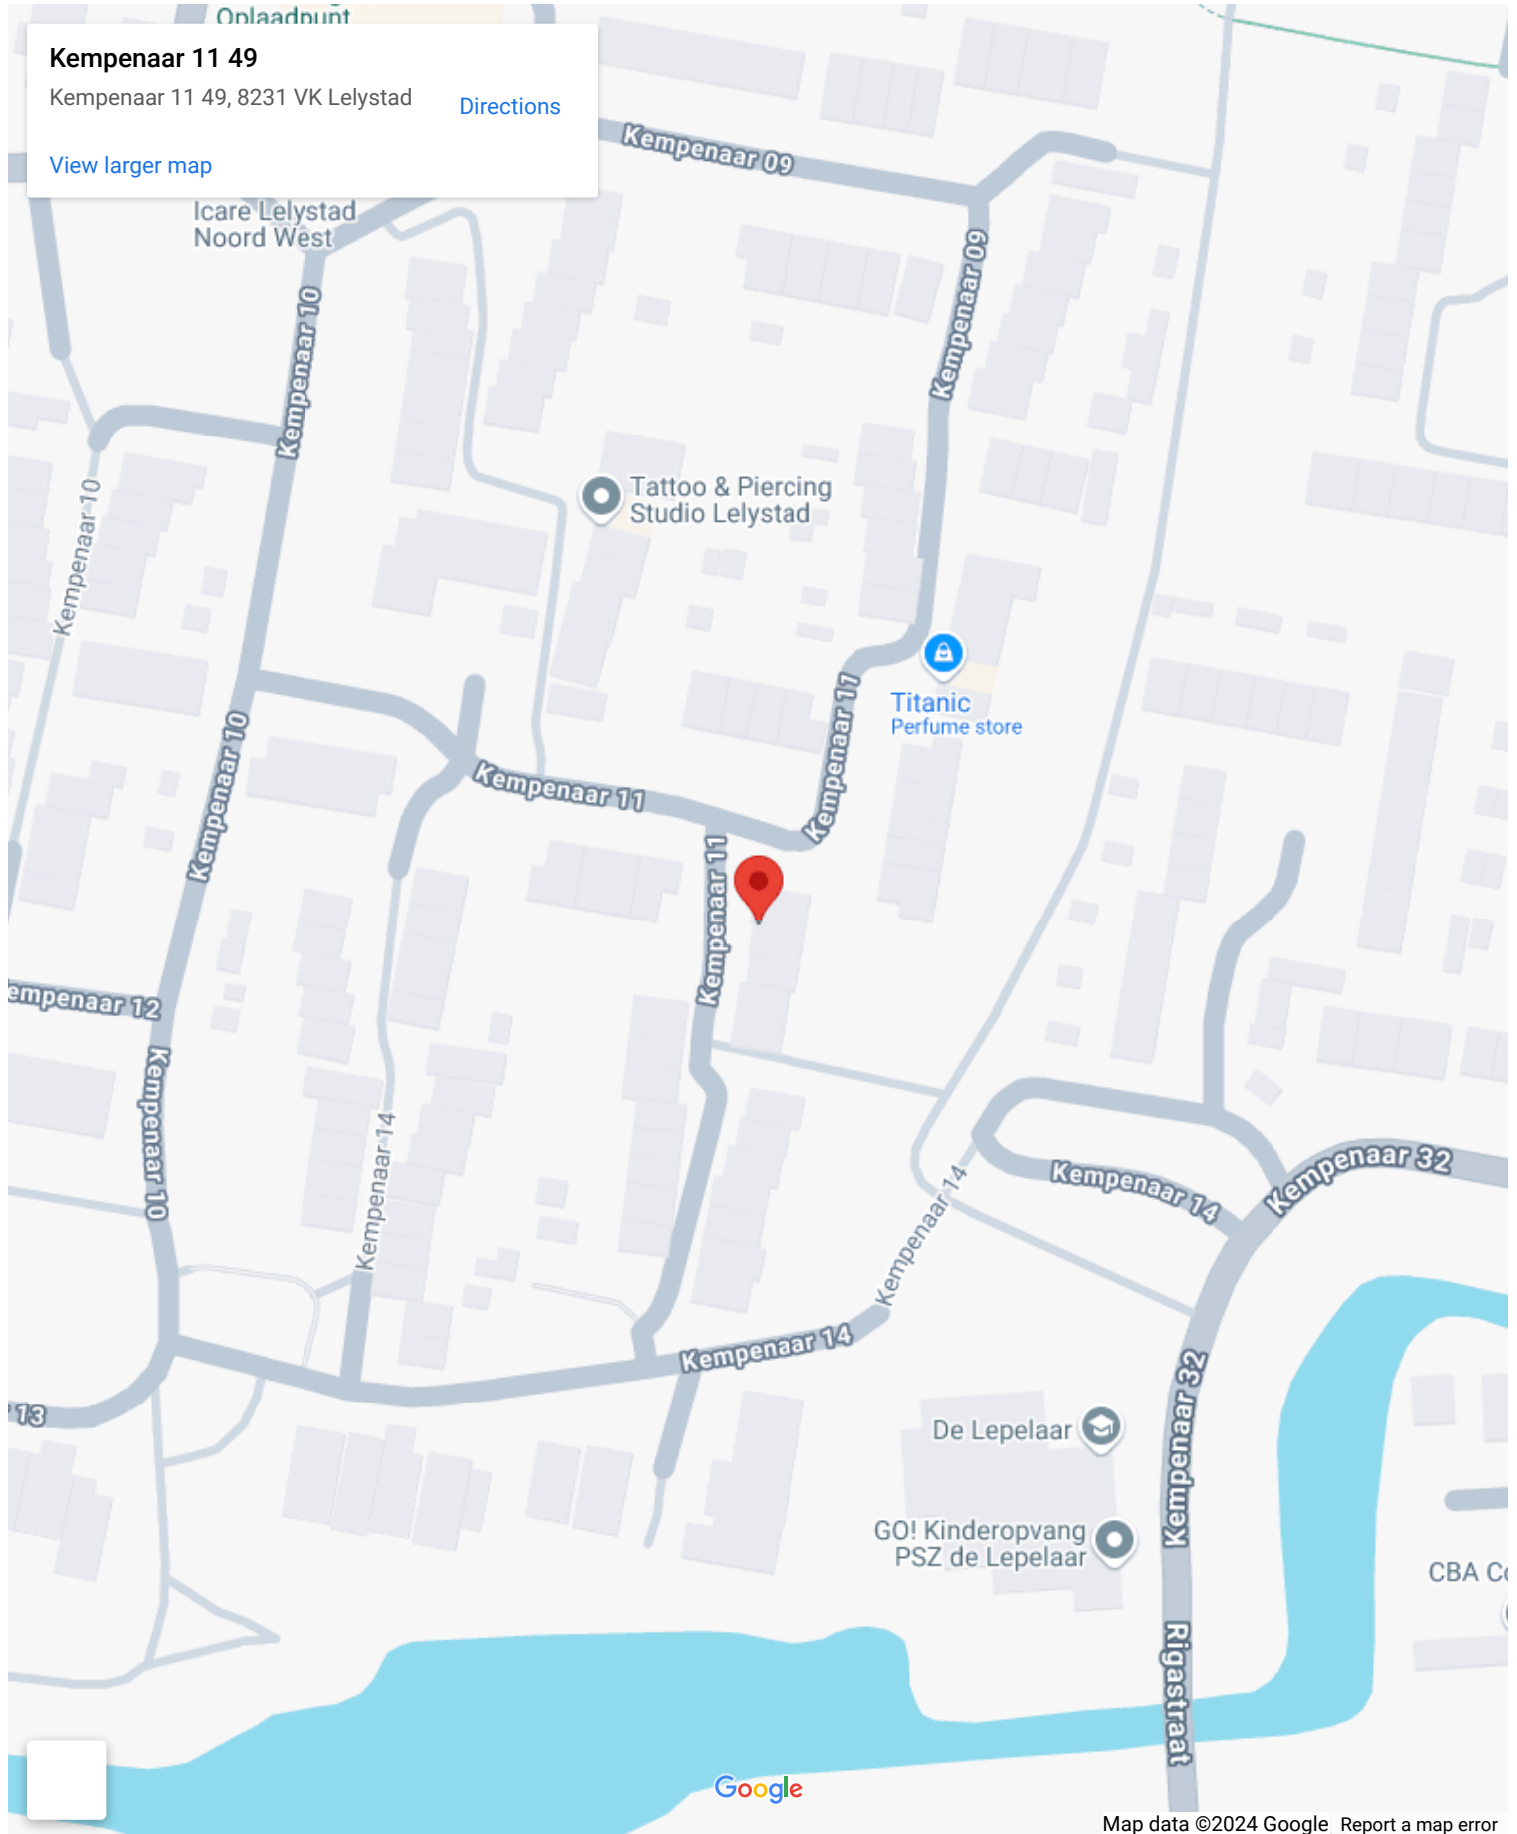 Oplaadpunt
Kempenaar 11 49
Kempenaar 11 49, 8231 VK Lelystad
Directions
View larger map
Icare Lelystad
Noord West
Kempenaar 09
Kempenaar 09
Kempenaar 10
Kempenaar 10
Tattoo & Piercing
Studio Lelystad
Titanic
Perfume store
Kempenaar 11
Kempenaar 10
Kempenaar 11
Kempenaar 11
empenaar 12
Kempenaar 10
Kempenaar 14
Kempenaar 14
Kempenaar 14
Kempenaar 32
Kempenaar 14
Kempenaar 32
13
De Lepelaar
GO! Kinderopvang
PSZ de Lepelaar
CBA
Rigastraat
Google
Map data ©2024 Google
Report a map error